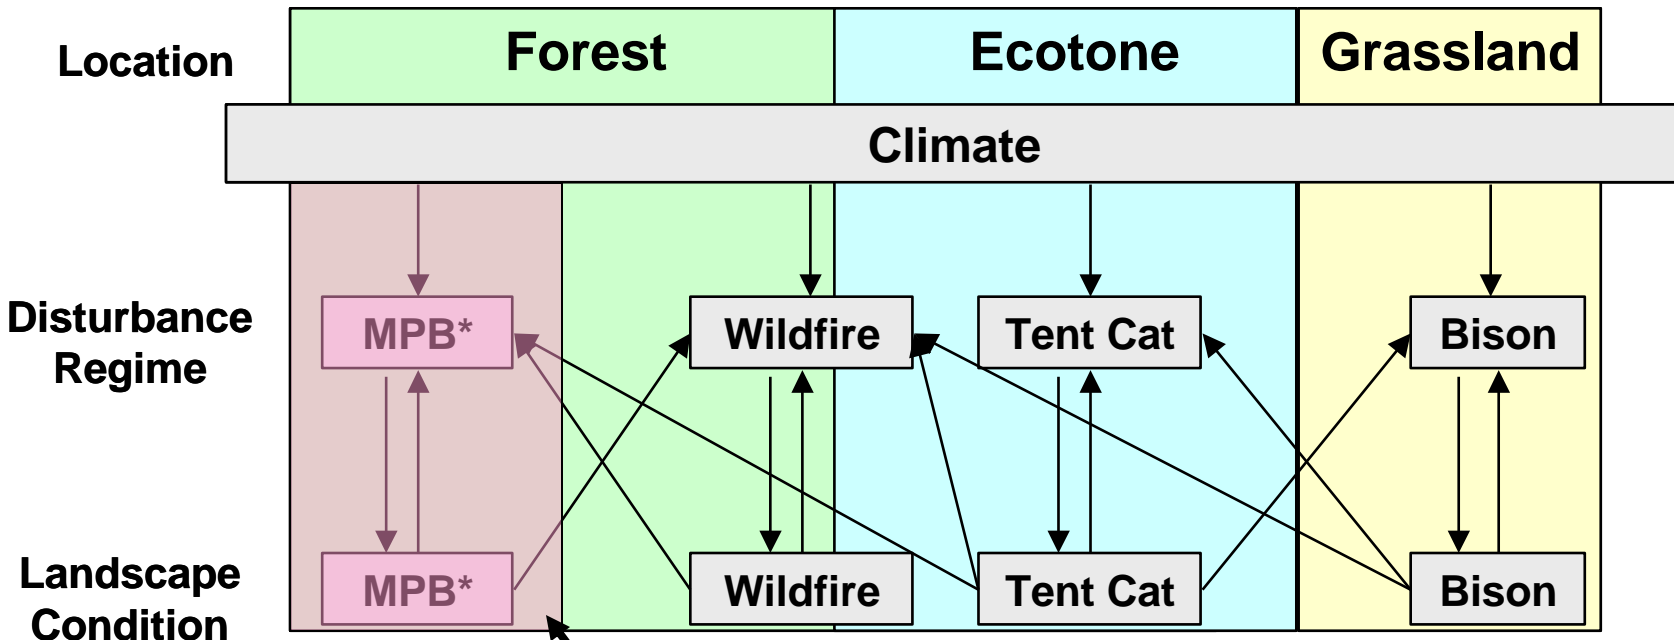 Location
Forest
Ecotone
Grassland
Climate
Disturbance
Regime
MPB*
Wildfire
Tent Cat
Bison
Landscape
Condition
MPB*
Wildfire
Tent Cat
Bison